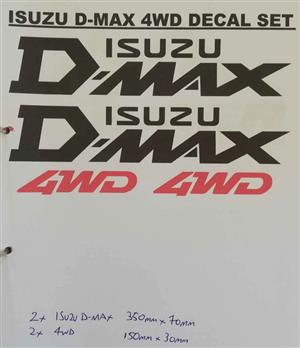 ISUZU D-MAX 4WD DECAL SET
ISUZU
D-MAX
ISUZU
D-MAX
4WD 4WD
2x ISUZU D-MAX 350mm x 70mm
2x 4WD 150mm x 30mm